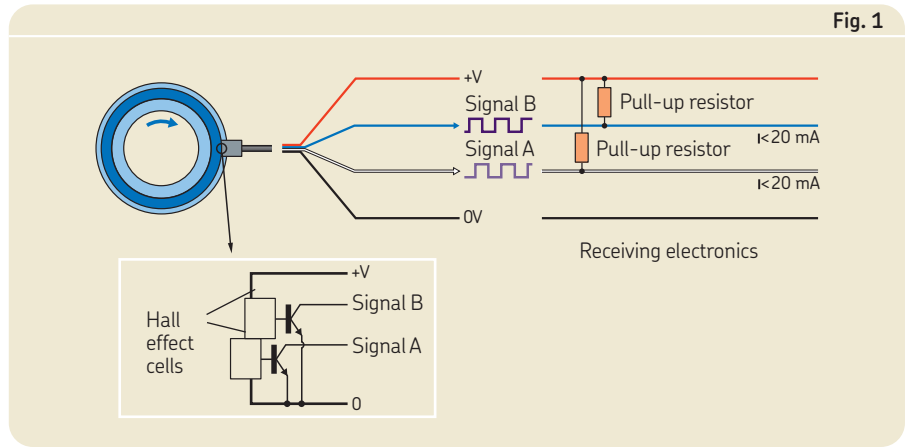 Fig. 1
+V
Signal B
Pull-up resistor
I<20 mA
Signal A
Pull-up resistor
I<20 mA
0V
Receiving electronics
+V
Signal B
Hall
effect
cells
Signal A
0